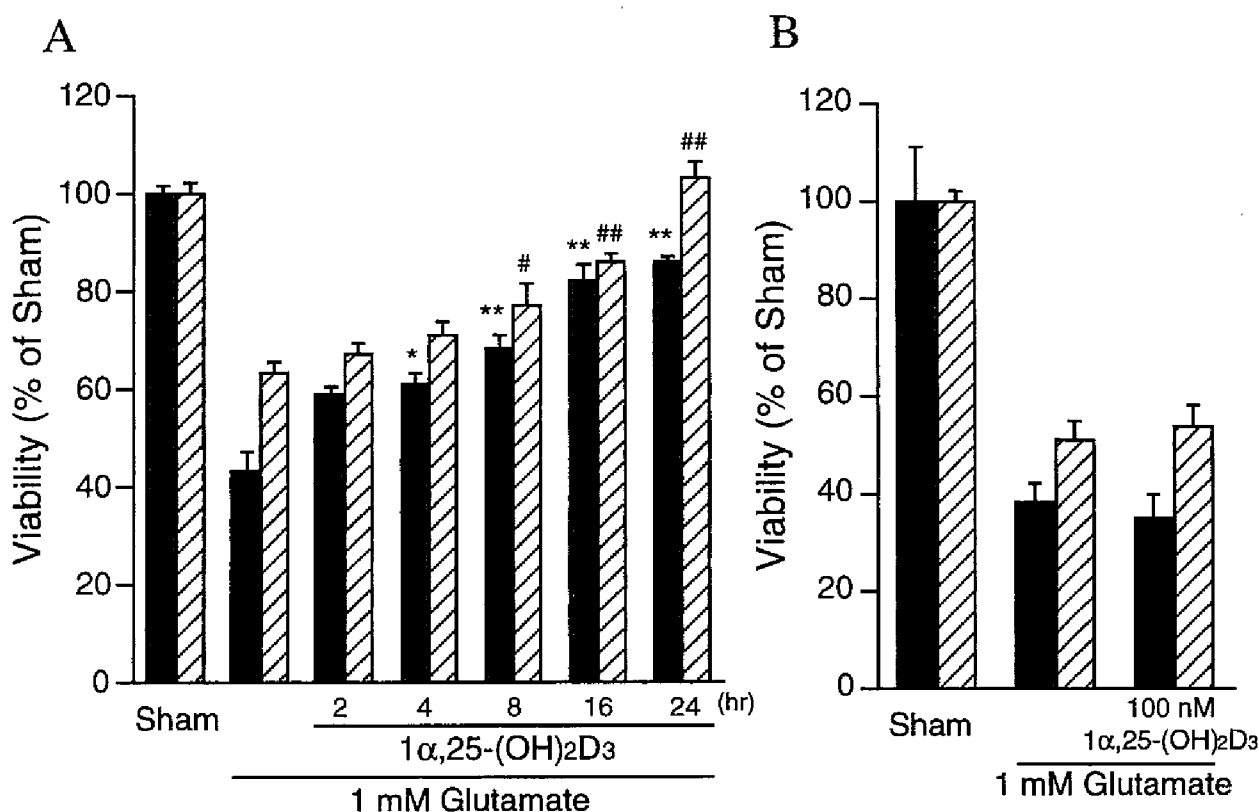 A
120
100
80
60
40
20
0
Viability (% of Sham)
* ** ** **
# ## ##
Sham
2 4 8 16 24 (hr)
1α,25-(OH)2D3
1 mM Glutamate
B
120
100
80
60
40
20
0
Viability (% of Sham)
Sham
100 nM
1α,25-(OH)2D3
1 mM Glutamate